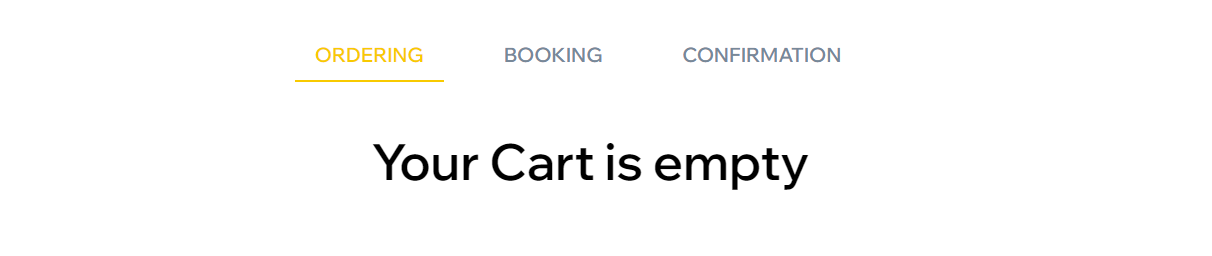 ORDERING BOOKING CONFIRMATION
Your Cart is empty